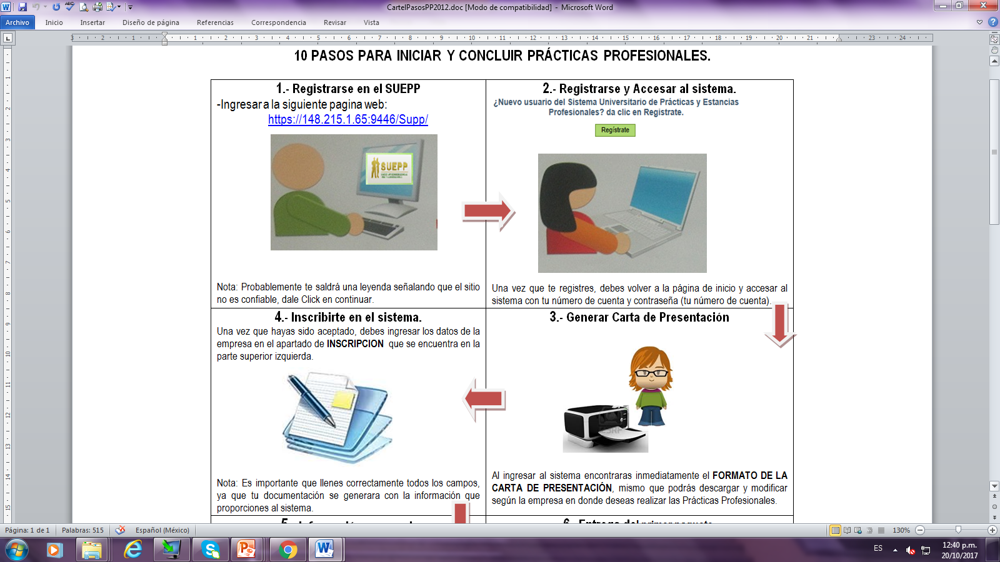 CartelPasosPP2012.doc [Modo de compatibilidad] - Microsoft Word
Archivo Inicio Insertar Diseño de página Referencias Correspondencia Revisar Vista
3 2 1 1 2 3 4 5 6 7 8 9 10 11 12 13 14 15 16 17 18 19 20 21 23 24
10 PASOS PARA INICIAR Y CONCLUIR PRÁCTICAS PROFESIONALES.
1.- Registrarse en el SUEPP
-Ingresar a la siguiente pagina web:
https://148.215.1.65:9446/Supp/
SUEPP
Nota: Probablemente te saldrá una leyenda señalando que el sitio
no es confiable, dale Click en continuar.
2.- Registrarse y Accesar al sistema.
¿Nuevo usuario del Sistema Universitario de Prácticas y Estancias
Profesionales? da clic en Registrate.
Regístrate
Una vez que te registres, debes volver a la página de inicio y accesar al
sistema con tu número de cuenta y contraseña (tu número de cuenta).
4.- Inscribirte en el sistema.
Una vez que hayas sido aceptado, debes ingresar los datos de la
empresa en el apartado de INSCRIPCION que se encuentra en la
parte superior izquierda.
Nota: Es importante que llenes correctamente todos los campos,
ya que tu documentación se generara con la información que
proporciones al sistema.
3.- Generar Carta de Presentación
Al ingresar al sistema encontraras inmediatamente el FORMATO DE LA
CARTA DE PRESENTACIÓN, mismo que podrás descargar y modificar
según la empresa en donde deseas realizar las Prácticas Profesionales.
6.- Entrega del primer paquete
Página: 1 de 1 Palabras: 515 Español (México) 130%
ES 12:40 p.m.
20/10/2017